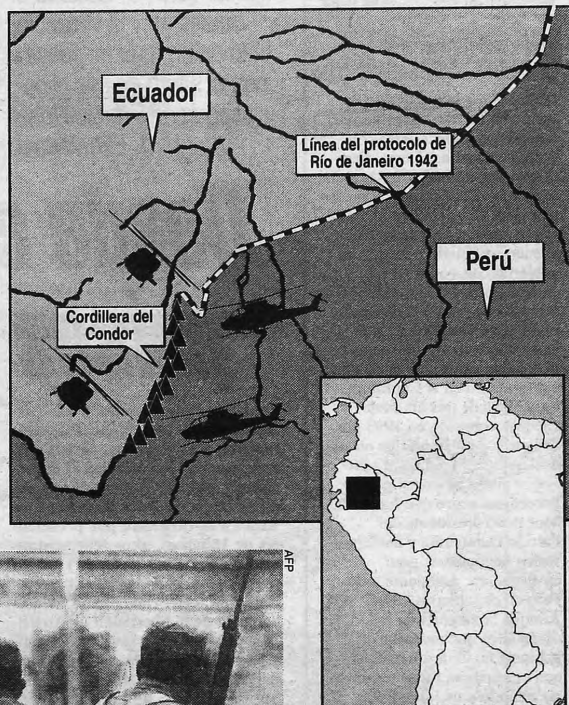 Ecuador
Línea del protocolo de
Río de Janeiro 1942
Perú
Cordillera del
Condor
AFP